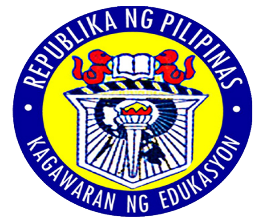 REPUBLIKA NG PILIPINAS
KAGAWARAN NG EDUKASYON